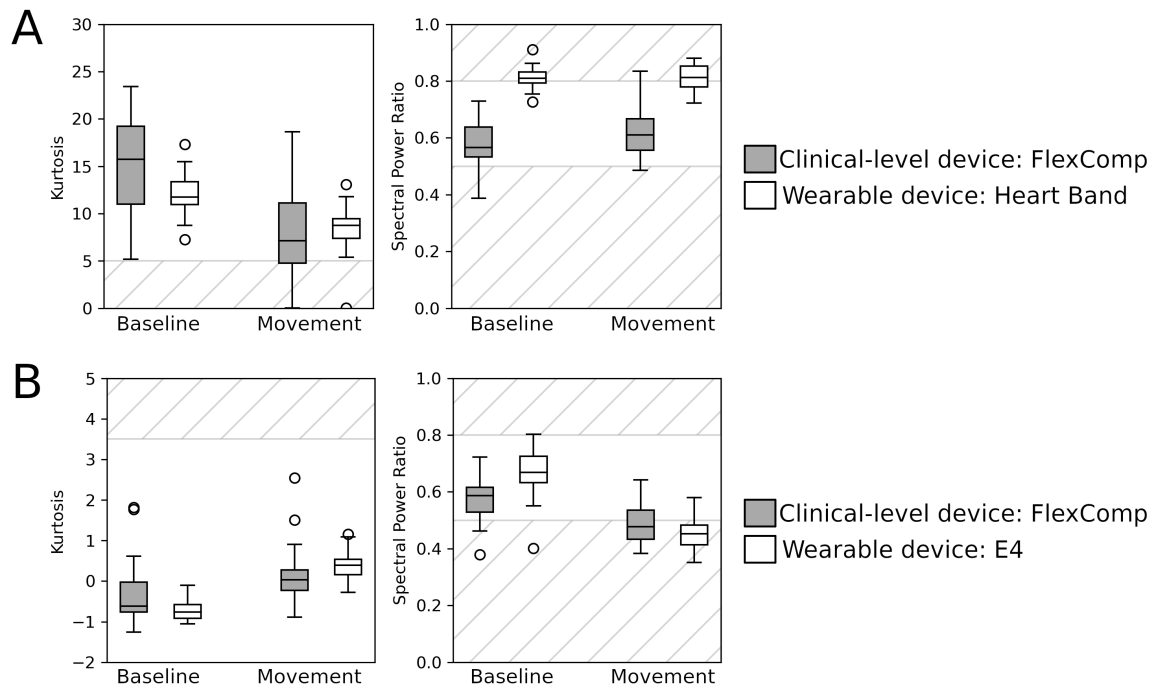 A
Kurtosis
30
25
20
15
10
5
0
Baseline Movement
Spectral Power Ratio
1.0
0.8
0.6
0.4
0.2
0.0
Baseline Movement
Clinical-level device: FlexComp
Wearable device: Heart Band
B
Kurtosis
5
4
3
2
1
0
−1
−2
Baseline Movement
Spectral Power Ratio
1.0
0.8
0.6
0.4
0.2
0.0
Baseline Movement
Clinical-level device: FlexComp
Wearable device: E4